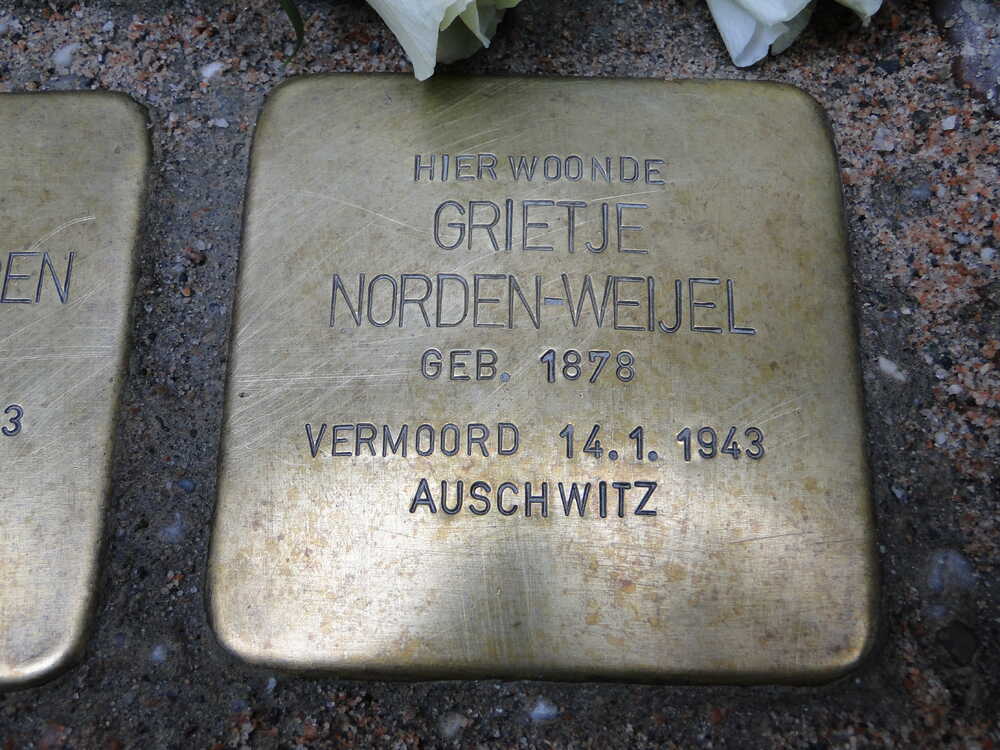 HIER WOONDE
GRIETJE
NORDEN-WEIJEL
GEB. 1878
VERMOORD 14.1.1943
AUSCHWITZ